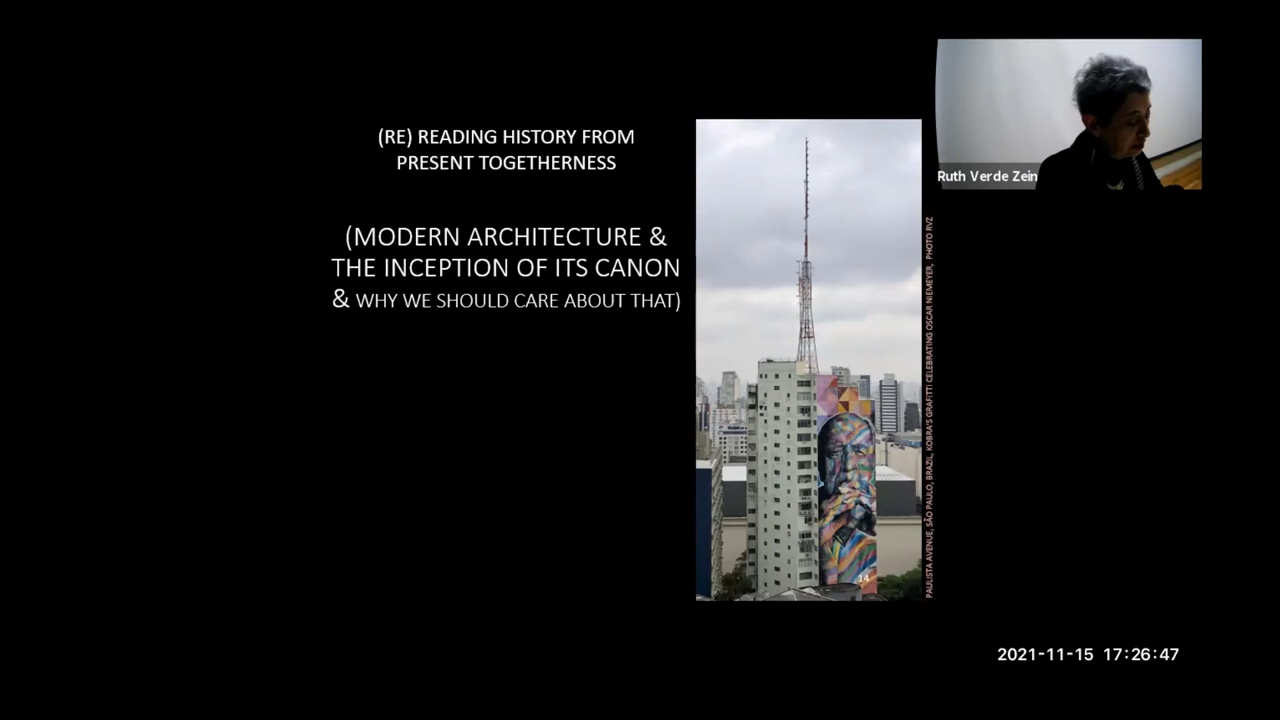 (RE) READING HISTORY FROM
PRESENT TOGETHERNESS
(MODERN ARCHITECTURE &
THE INCEPTION OF ITS CANON
& WHY WE SHOULD CARE ABOUT THAT)
Ruth Verde Zein
PAULISTA AVENUE, SÃO PAULO, BRAZIL, KOBRA'S GRAFITTI CELEBRATING OSCAR NIEMEYER, PHOTO RVZ
14
2021-11-15 17:26:47